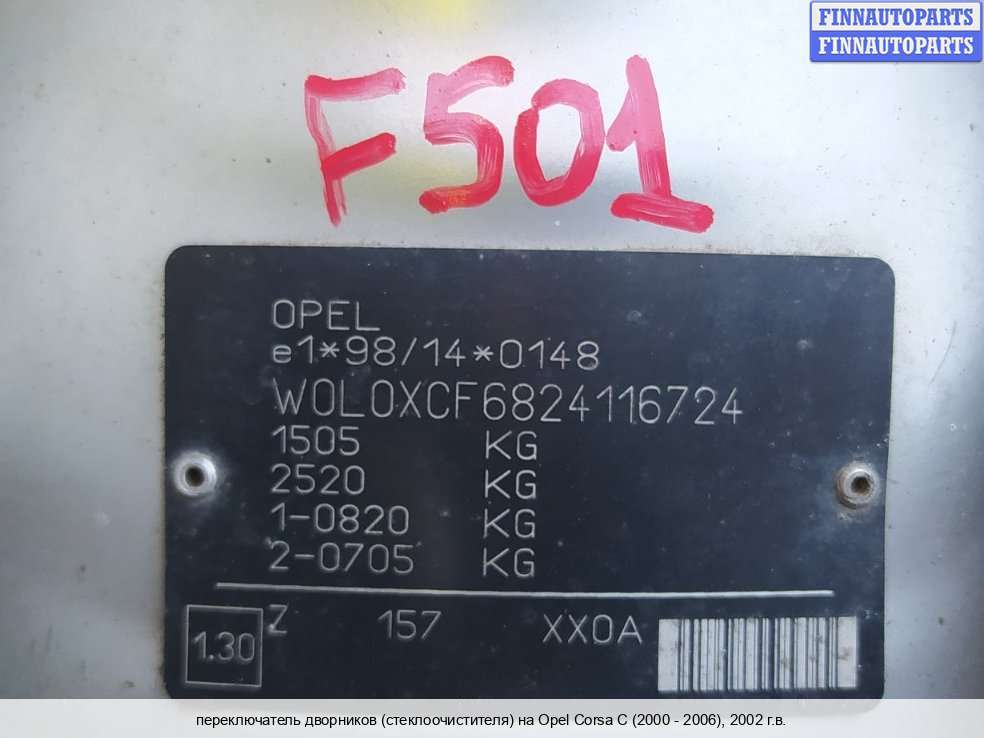 FINNAUTOPARTS
FINNAUTOPARTS
F501
OPEL
e1*98/14*0148
W0L0XCF6824116724
1505 KG
2520 KG
1-0820 KG
2-0705 KG
1.30 Z 157 XX0A
переключатель дворников (стеклоочистителя) на Opel Corsa C (2000 - 2006), 2002 г.в.